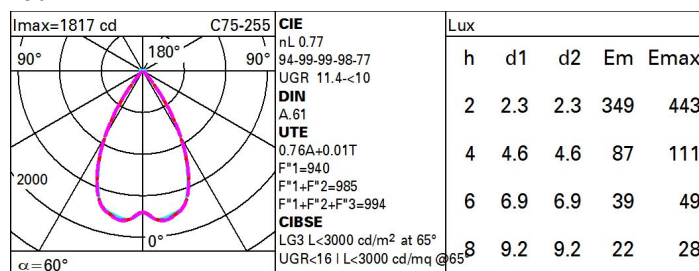 Imax=1817 cd C75-255
90° 180° 90°
2000
0°
α=60°
CIE
nL 0.77
94-99-99-98-77
UGR 11.4-<10
DIN
A.61
UTE
0.76A+0.01T
F"1=940
F"1+F"2=985
F"1+F"2+F"3=994
CIBSE
LG3 L<3000 cd/m² at 65°
UGR<16 | L<3000 cd/mq @65°
Lux
h d1 d2 Em Emax
2 2.3 2.3 349 443
4 4.6 4.6 87 111
6 6.9 6.9 39 49
8 9.2 9.2 22 28